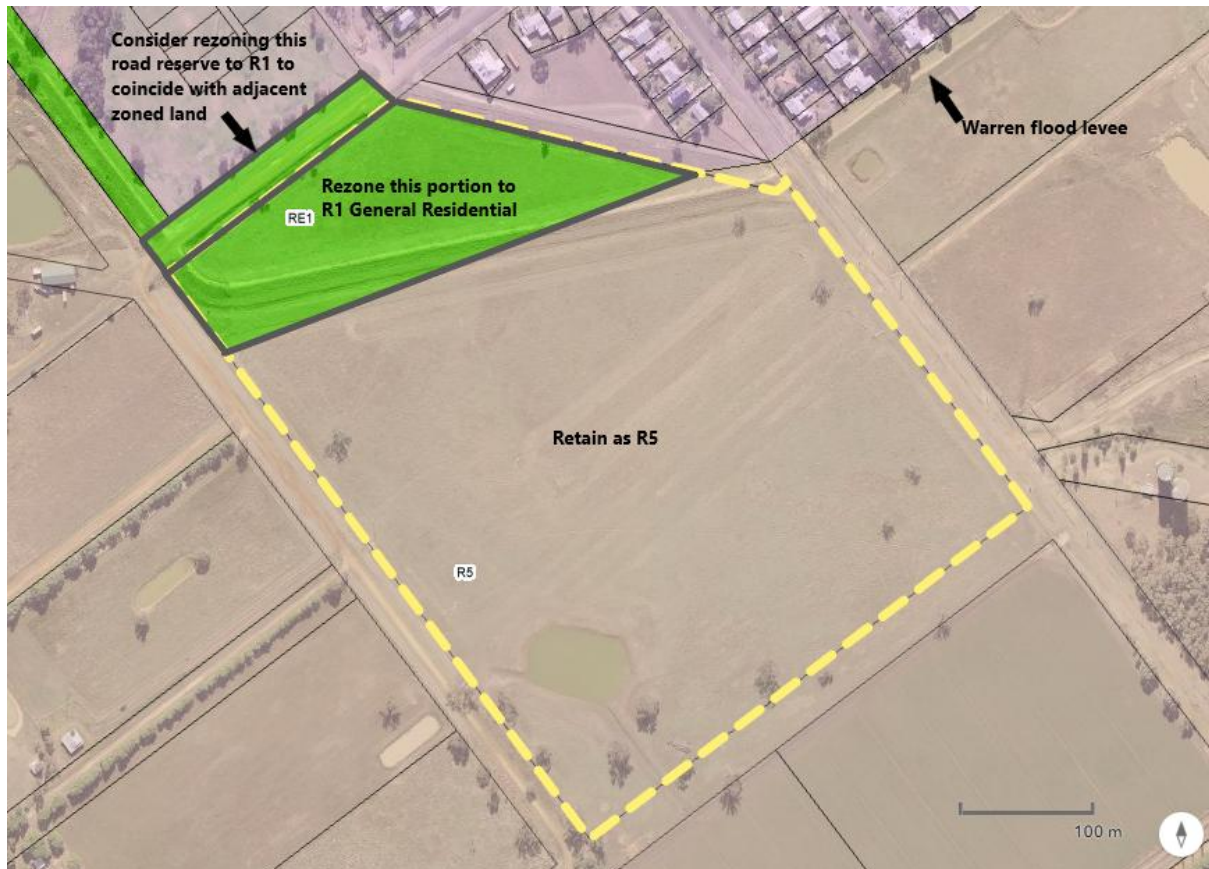 Consider rezoning this
road reserve to R1 to
coincide with adjacent
zoned land
Warren flood levee
Rezone this portion to
R1 General Residential
RE1
Retain as R5
R5
100 m